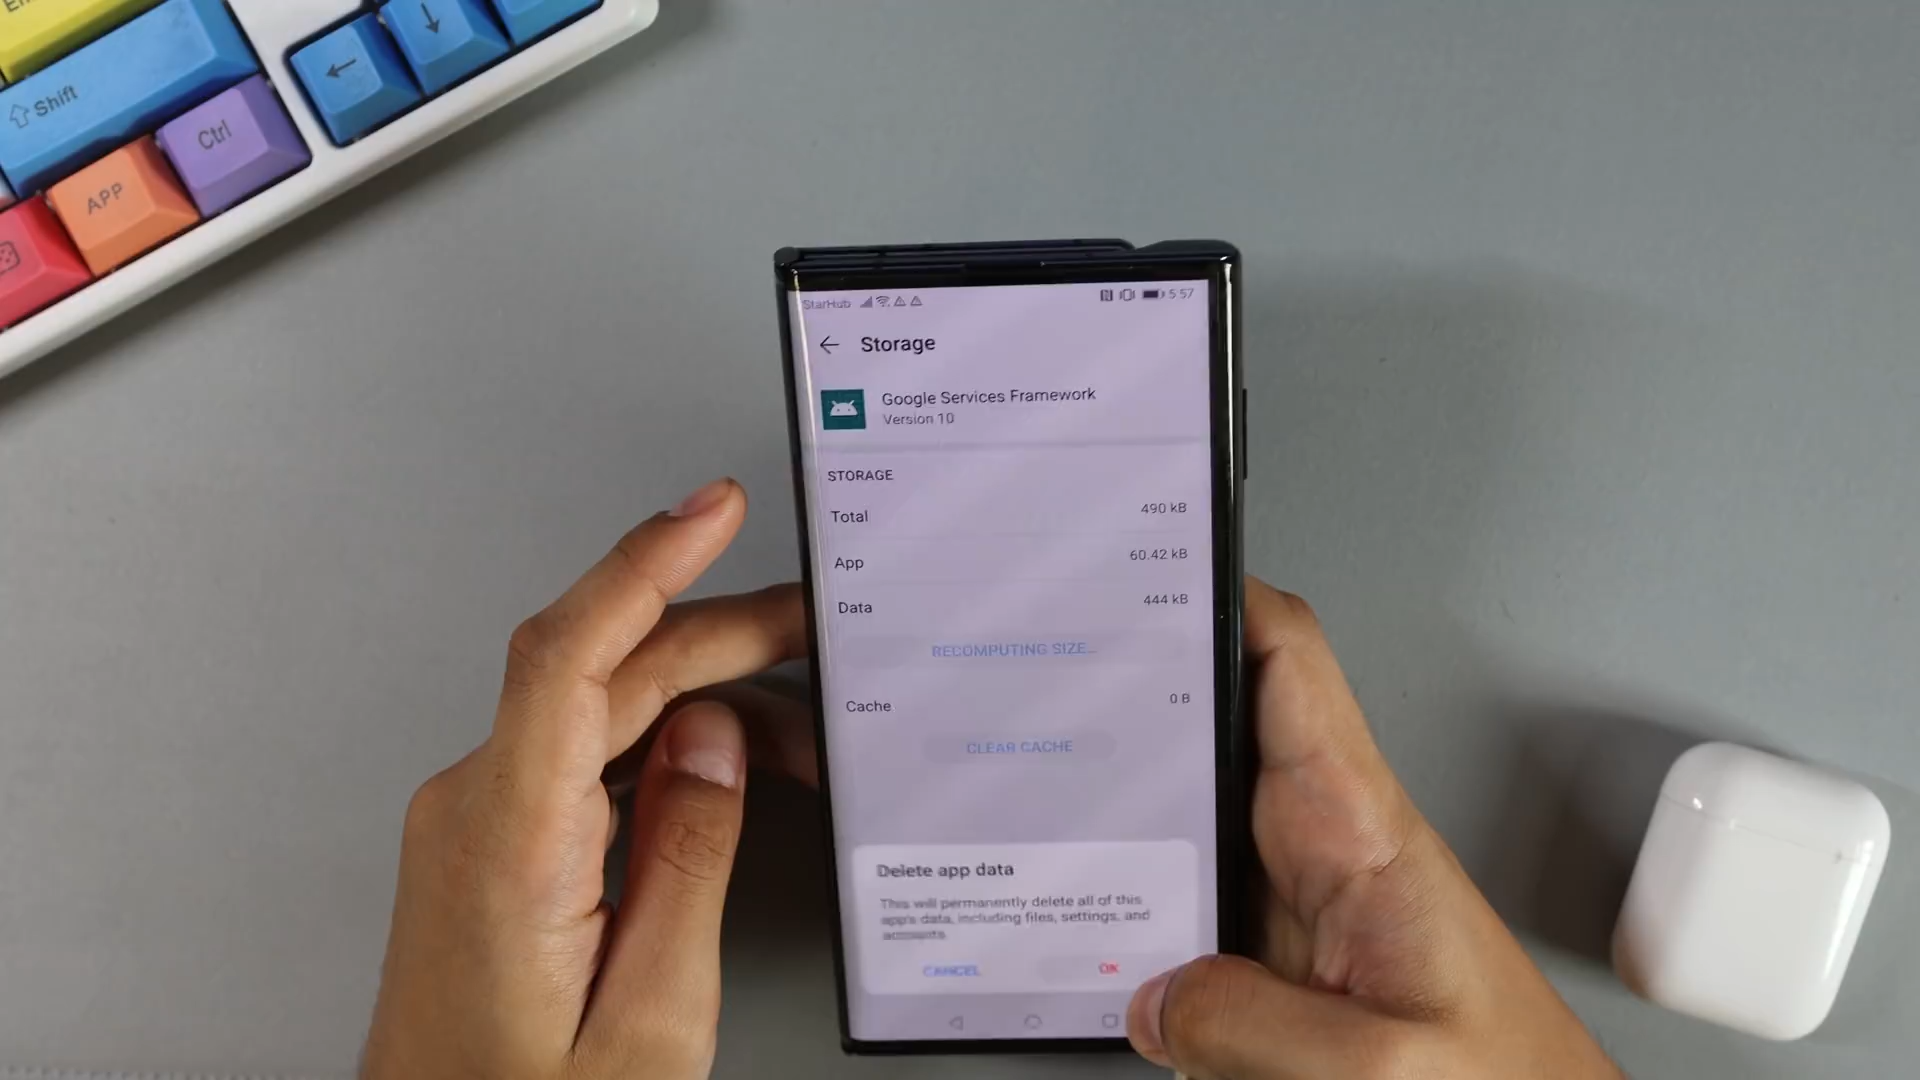 En
Shift
Ctrl
APP
StarHub
5:57
Storage
Google Services Framework
Version 10
STORAGE
Total 490 kB
App 60.42 kB
Data 444 kB
RECOMPUTING SIZE...
Cache 0 B
CLEAR CACHE
Delete app data
This will permanently delete all of this
app's data, including files, settings, and
accounts
CANCEL OK